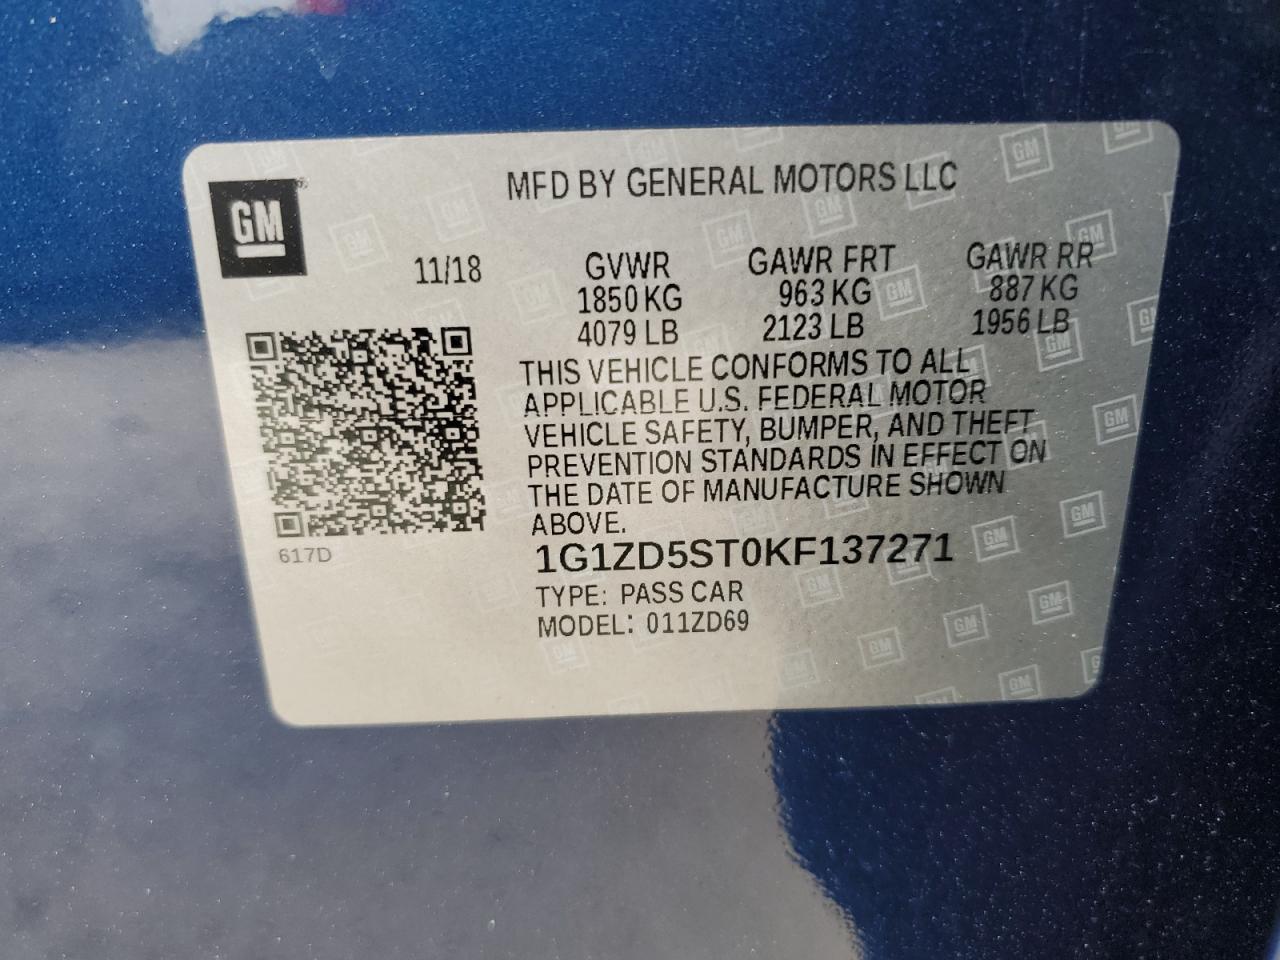 GM
MFD BY GENERAL MOTORS LLC
11/18
GVWR GAWR FRT GAWR RR
1850 KG 963 KG 887 KG
4079 LB 2123 LB 1956 LB
THIS VEHICLE CONFORMS TO ALL
APPLICABLE U.S. FEDERAL MOTOR
VEHICLE SAFETY, BUMPER, AND THEFT
PREVENTION STANDARDS IN EFFECT ON
THE DATE OF MANUFACTURE SHOWN
ABOVE.
617D
1G1ZD5ST0KF137271
TYPE: PASS CAR
MODEL: 011ZD69